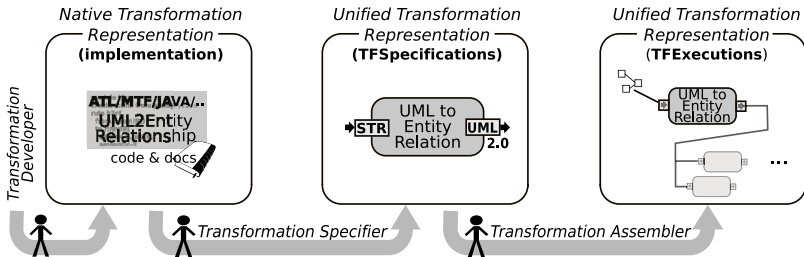 Native Transformation
Representation
(implementation)
ATL/MTF/JAVA/..
UML2Entity
Relationship
code & docs
Unified Transformation
Representation
(TFSpecifications)
UML to
Entity
Relation
STR
UML
2.0
Unified Transformation
Representation
(TFExecutions)
UML to
Entity
Relation
...
Transformation
Developer
Transformation Specifier
Transformation Assembler